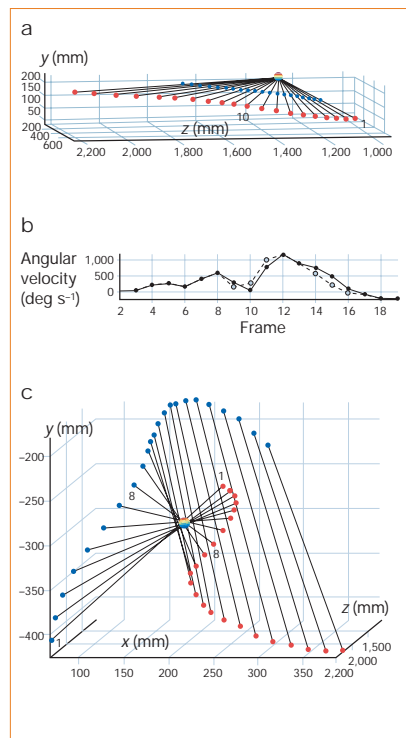 a
y (mm)
200
150
100
50
200
400
600
z (mm)
10
1
2,200 2,000 1,800 1,600 1,400 1,200 1,000
b
Angular
velocity
(deg s⁻¹)
1,000
500
0
2 4 6 8 10 12 14 16 18
Frame
c
y (mm)
−200
−250
−300
−350
−400
8
1
8
1
x (mm)
z (mm)
1,500
2,000
2,200
100 150 200 250 300 350